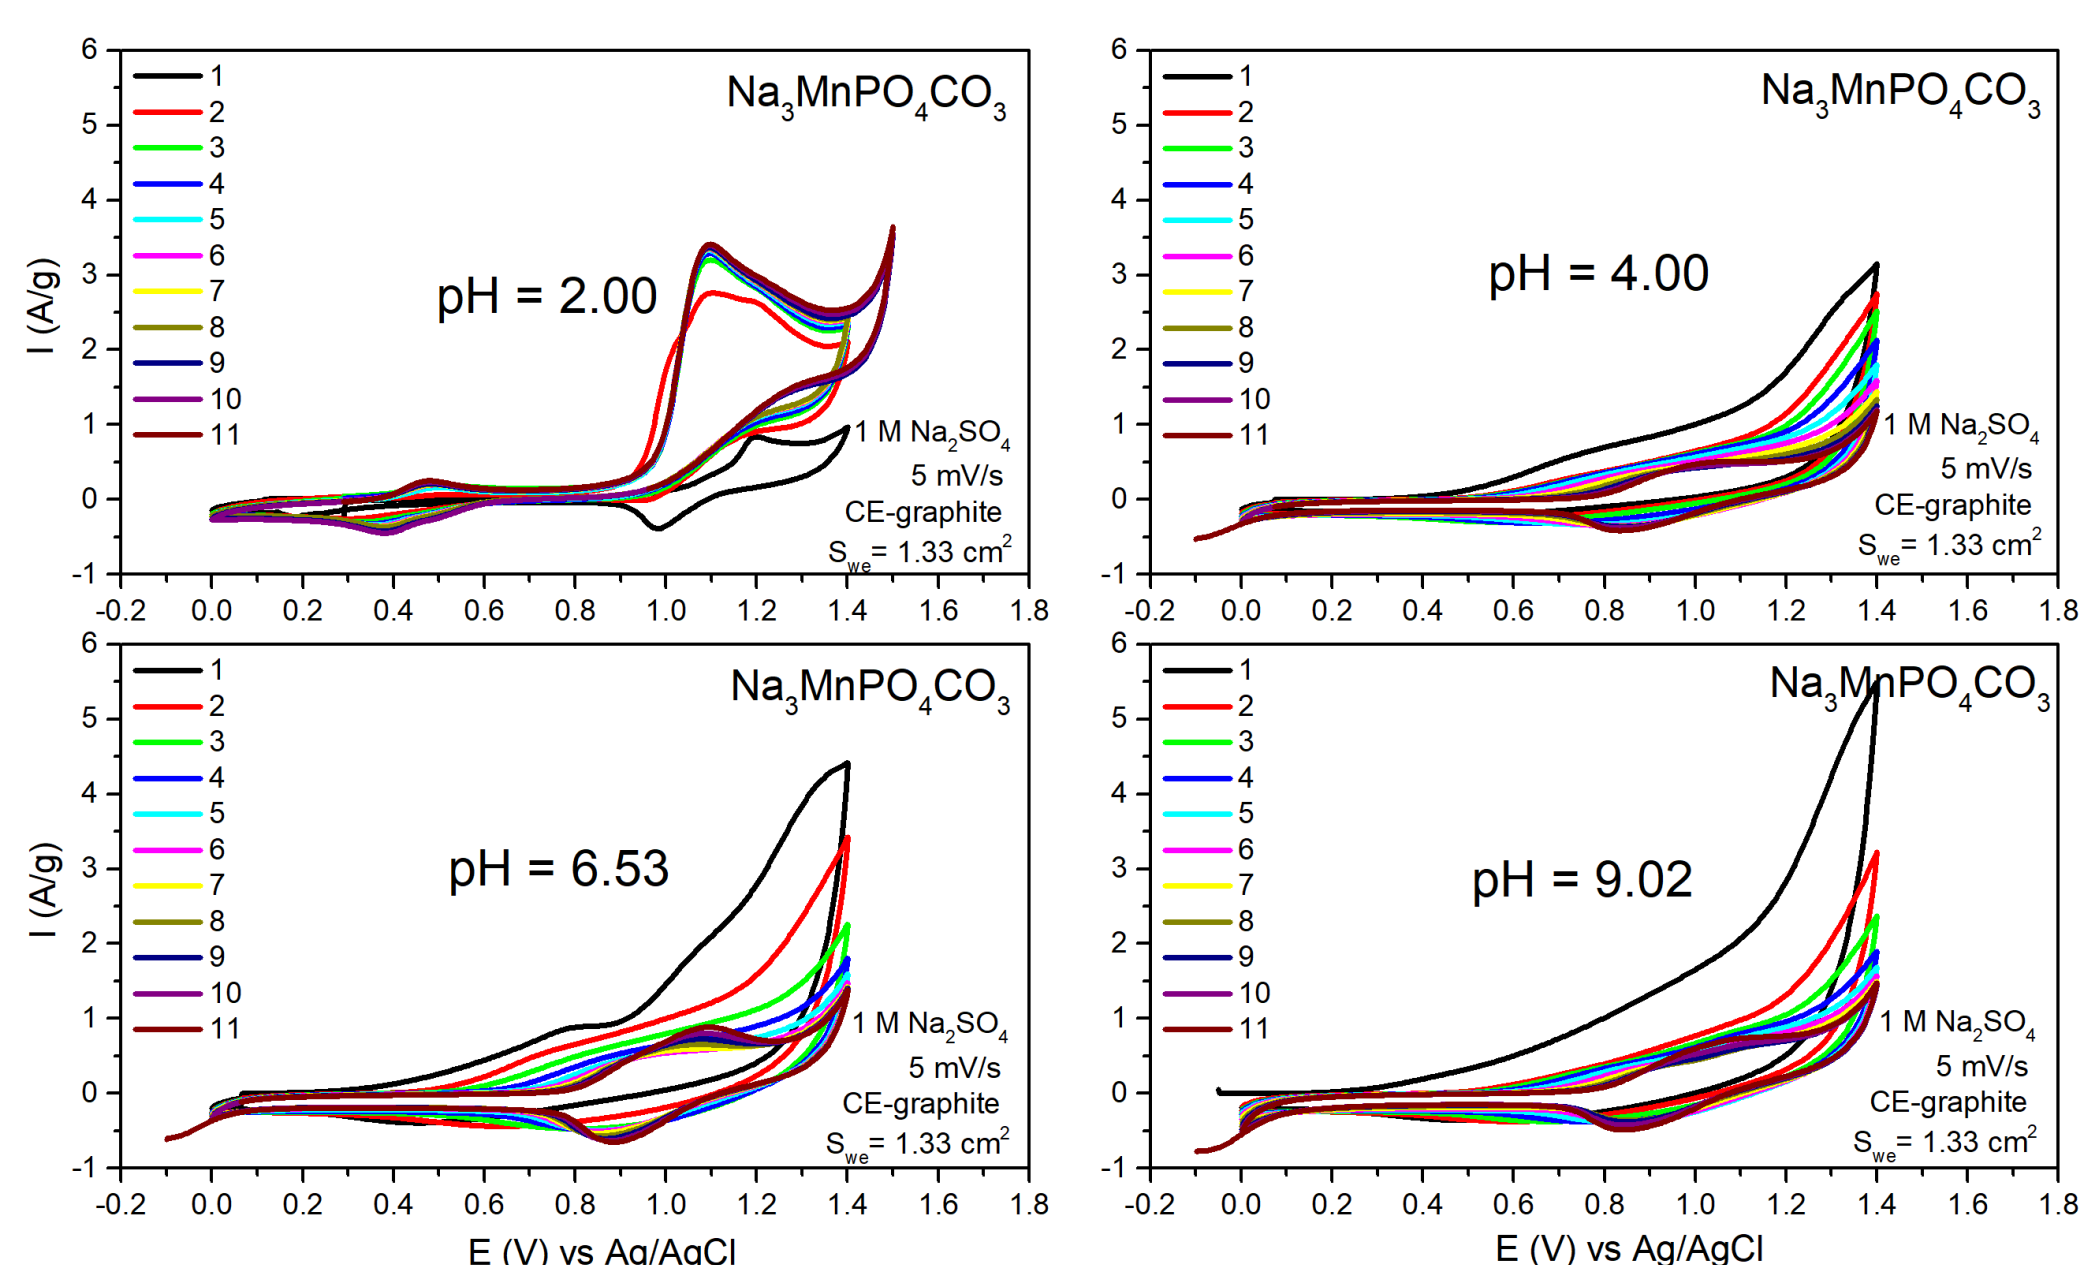 6
5
4
3
2
1
0
-1
I (A/g)
1
2
3
4
5
6
7
8
9
10
11
Na3MnPO4CO3
pH = 2.00
1 M Na2SO4
5 mV/s
CE-graphite
Swe= 1.33 cm2
-0.2 0.0 0.2 0.4 0.6 0.8 1.0 1.2 1.4 1.6 1.8
6
5
4
3
2
1
0
-1
1
2
3
4
5
6
7
8
9
10
11
Na3MnPO4CO3
pH = 4.00
1 M Na2SO4
5 mV/s
CE-graphite
Swe= 1.33 cm2
-0.2 0.0 0.2 0.4 0.6 0.8 1.0 1.2 1.4 1.6 1.8
6
5
4
3
2
1
0
-1
I (A/g)
1
2
3
4
5
6
7
8
9
10
11
Na3MnPO4CO3
pH = 6.53
1 M Na2SO4
5 mV/s
CE-graphite
Swe= 1.33 cm2
-0.2 0.0 0.2 0.4 0.6 0.8 1.0 1.2 1.4 1.6 1.8
E (V) vs Ag/AgCl
6
5
4
3
2
1
0
-1
1
2
3
4
5
6
7
8
9
10
11
Na3MnPO4CO3
pH = 9.02
1 M Na2SO4
5 mV/s
CE-graphite
Swe= 1.33 cm2
-0.2 0.0 0.2 0.4 0.6 0.8 1.0 1.2 1.4 1.6 1.8
E (V) vs Ag/AgCl